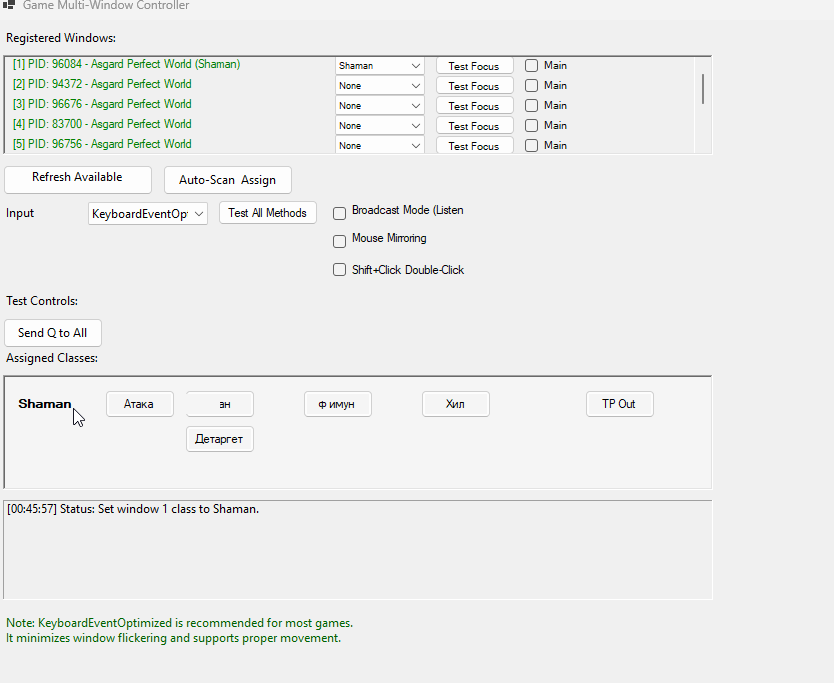 Game Multi-Window Controller
Registered Windows:
[1] PID: 96084 - Asgard Perfect World (Shaman) Shaman Test Focus Main
[2] PID: 94372 - Asgard Perfect World None Test Focus Main
[3] PID: 96676 - Asgard Perfect World None Test Focus Main
[4] PID: 83700 - Asgard Perfect World None Test Focus Main
[5] PID: 96756 - Asgard Perfect World None Test Focus Main
Refresh Available Auto-Scan Assign
Input KeyboardEventOp Test All Methods Broadcast Mode (Listen
Mouse Mirroring
Shift+Click Double-Click
Test Controls:
Send Q to All
Assigned Classes:
Shaman Атака ан ф имун Хил TP Out
Детаргет
[00:45:57] Status: Set window 1 class to Shaman.
Note: KeyboardEventOptimized is recommended for most games.
It minimizes window flickering and supports proper movement.